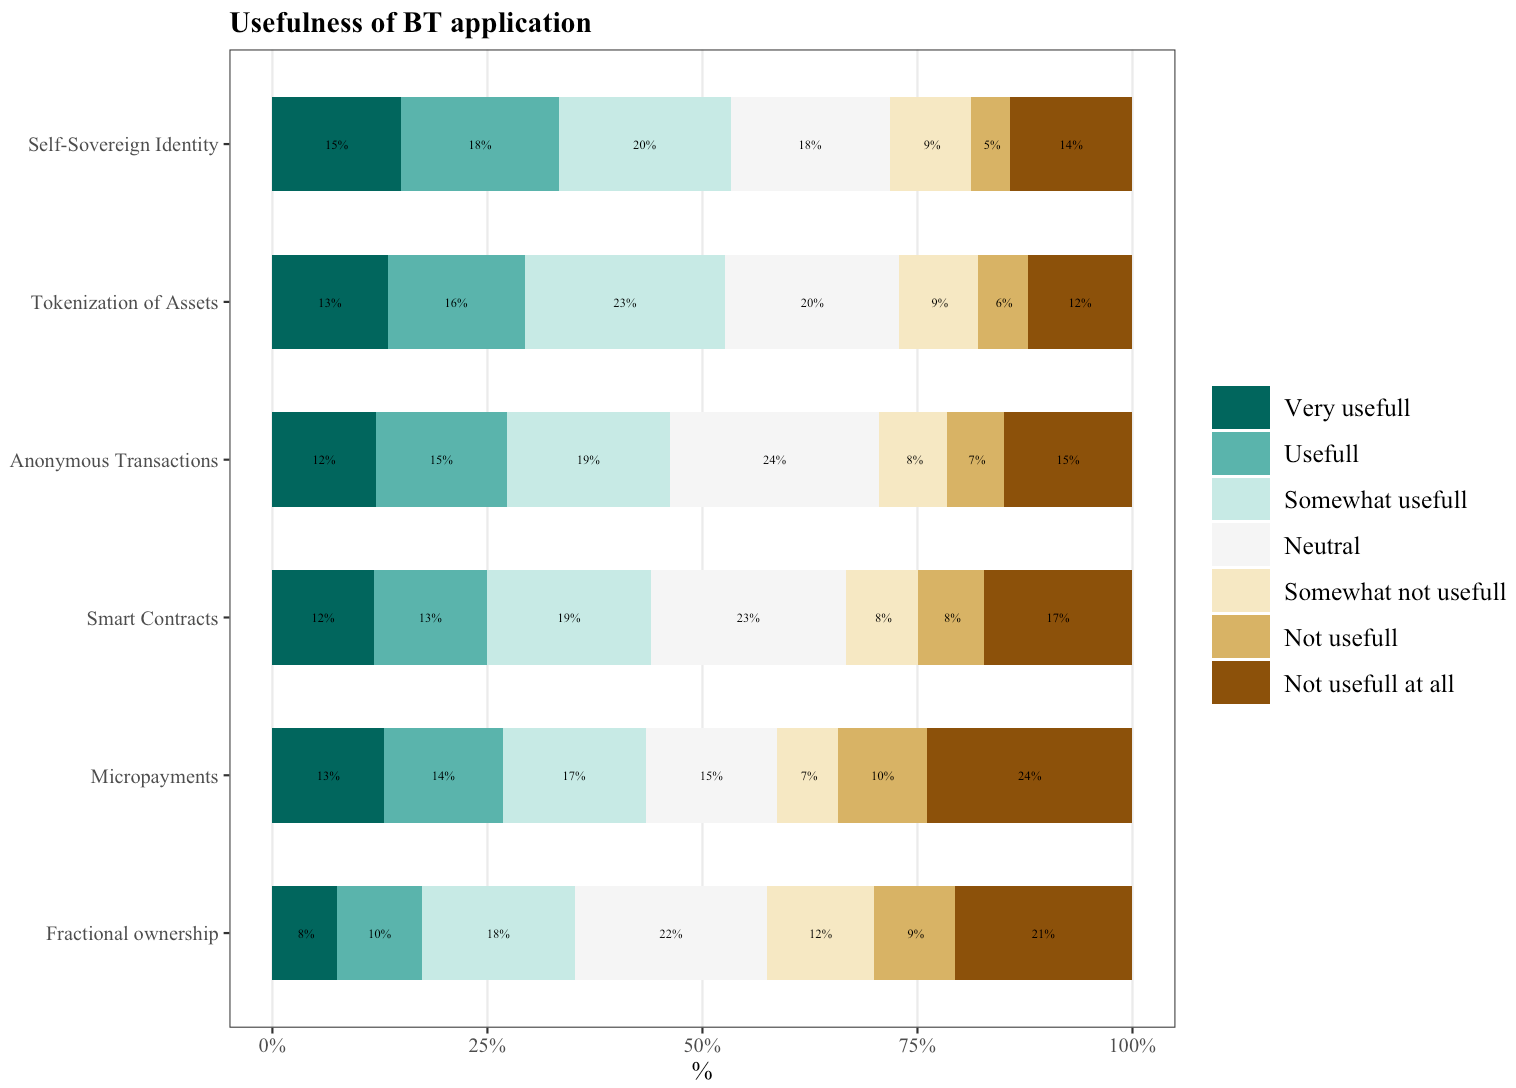 Usefulness of BT application
Self-Sovereign Identity
15% 18% 20% 18% 9% 5% 14%
Tokenization of Assets
13% 16% 23% 20% 9% 6% 12%
Anonymous Transactions
12% 15% 19% 24% 8% 7% 15%
Smart Contracts
12% 13% 19% 23% 8% 8% 17%
Micropayments
13% 14% 17% 15% 7% 10% 24%
Fractional ownership
8% 10% 18% 22% 12% 9% 21%
0% 25% 50% 75% 100%
%
Very usefull
Usefull
Somewhat usefull
Neutral
Somewhat not usefull
Not usefull
Not usefull at all